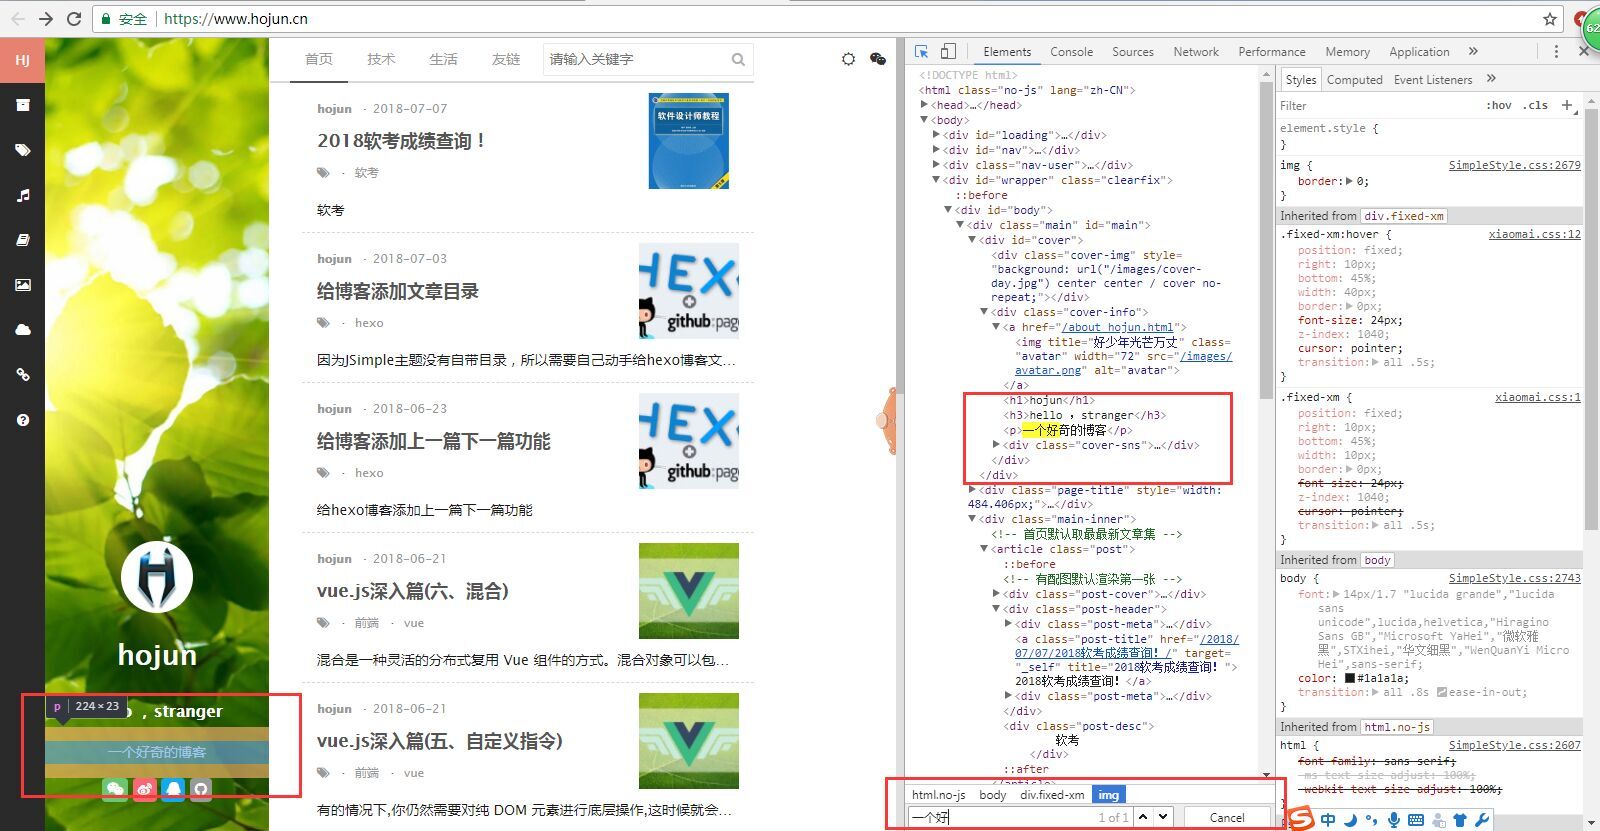 安全 https://www.hojun.cn
62
HJ
首页 技术 生活 友链 请输入关键字
hojun · 2018-07-07
2018软考成绩查询！
· 软考
软考
软件设计师教程
hojun · 2018-07-03
给博客添加文章目录
· hexo
因为JSimple主题没有自带目录，所以需要自己动手给hexo博客文...
HEXO
github:page
hojun · 2018-06-23
给博客添加上一篇下一篇功能
· hexo
给hexo博客添加上一篇下一篇功能
HEXO
github:page
hojun · 2018-06-21
vue.js深入篇(六、混合)
· 前端 · vue
混合是一种灵活的分布式复用 Vue 组件的方式。混合对象可以包...
hojun · 2018-06-21
vue.js深入篇(五、自定义指令)
· 前端 · vue
有的情况下,你仍然需要对纯 DOM 元素进行底层操作,这时候就会...
hojun
p 224×23
o ，stranger
一个好奇的博客
Elements Console Sources Network Performance Memory Application »
<!DOCTYPE html>
<html class="no-js" lang="zh-CN">
<head>…</head>
<body>
<div id="loading">…</div>
<div id="nav">…</div>
<div class="nav-user">…</div>
<div id="wrapper" class="clearfix">
::before
<div id="body">
<div class="main" id="main">
<div id="cover">
<div class="cover-img" style=
"background: url("/images/cover-
day.jpg") center center / cover no-
repeat;"></div>
<div class="cover-info">
<a href="/about hojun.html">
<img title="好少年光芒万丈" class=
"avatar" width="72" src="/images/
avatar.png" alt="avatar">
</a>
<h1>hojun</h1>
<h3>hello ，stranger</h3>
<p>一个好奇的博客</p>
<div class="cover-sns">…</div>
</div>
</div>
<div class="page-title" style="width:
484.406px;">…</div>
<div class="main-inner">
<!-- 首页默认取最最新文章集 -->
<article class="post">
::before
<!-- 有配图默认渲染第一张 -->
<div class="post-cover">…</div>
<div class="post-header">
<div class="post-meta">…</div>
<a class="post-title" href="/2018/
07/07/2018软考成绩查询！/" target=
"_self" title="2018软考成绩查询！">
2018软考成绩查询！</a>
<div class="post-meta">…</div>
</div>
<div class="post-desc">
软考
</div>
::after
</article>
html.no-js body div.fixed-xm img
一个好 1 of 1 Cancel
Styles Computed Event Listeners »
Filter :hov .cls +
element.style {
}
img { SimpleStyle.css:2679
border: 0;
}
Inherited from div.fixed-xm
.fixed-xm:hover { xiaomai.css:12
position: fixed;
right: 10px;
bottom: 45%;
width: 40px;
border: 0px;
font-size: 24px;
z-index: 1040;
cursor: pointer;
transition: all .5s;
}
.fixed-xm { xiaomai.css:1
position: fixed;
right: 10px;
bottom: 45%;
width: 10px;
border: 0px;
font-size: 24px;
z-index: 1040;
cursor: pointer;
transition: all .5s;
}
Inherited from body
body { SimpleStyle.css:2743
font: 14px/1.7 "lucida grande","lucida
sans
unicode",lucida,helvetica,"Hiragino
Sans GB","Microsoft YaHei","微软雅
黑",STXihei,"华文细黑","WenQuanYi Micro
Hei",sans-serif;
color: #1a1a1a;
transition: all .8s ease-in-out;
}
Inherited from html.no-js
html { SimpleStyle.css:2607
font-family: sans-serif;
-ms-text-size-adjust: 100%;
-webkit-text-size-adjust: 100%;
}
S 中